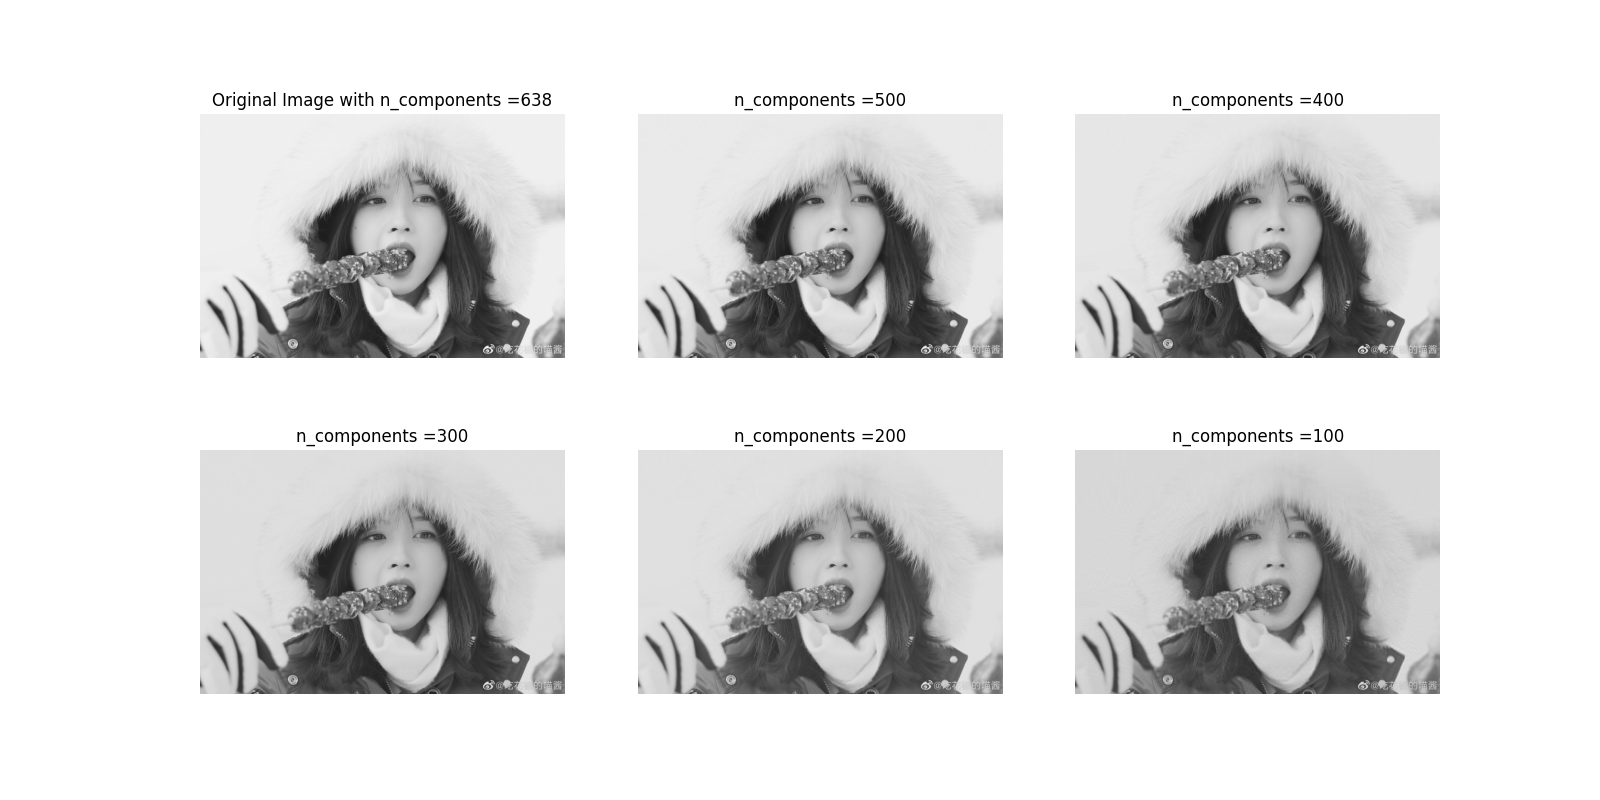 Original Image with n_components =638
n_components =500
n_components =400
n_components =300
n_components =200
n_components =100